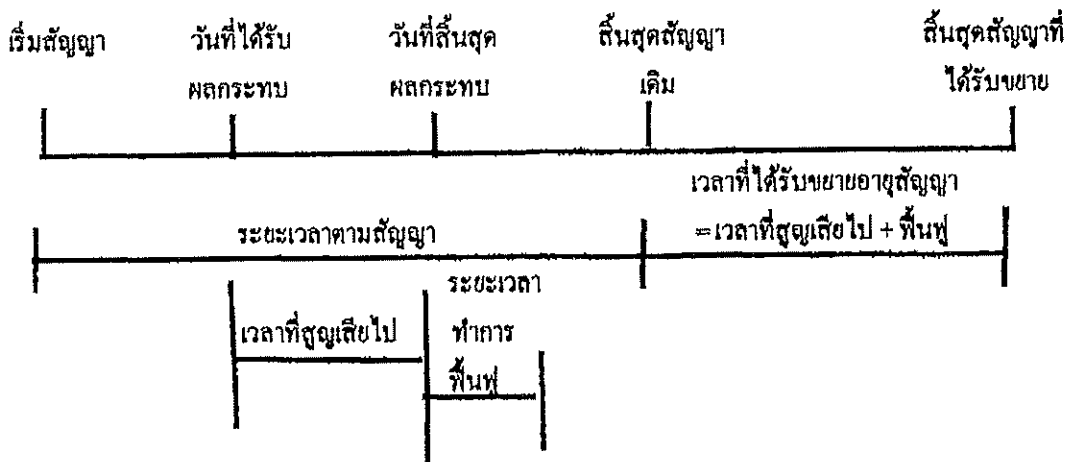 เริ่มสัญญา
วันที่ได้รับ
ผลกระทบ
วันที่สิ้นสุด
ผลกระทบ
สิ้นสุดสัญญา
เดิม
สิ้นสุดสัญญาที่
ได้รับขยาย
เวลาที่ได้รับขยายอายุสัญญา
=เวลาที่สูญเสียไป + ฟื้นฟู
ระยะเวลาตามสัญญา
เวลาที่สูญเสียไป
ระยะเวลา
ทำการ
ฟื้นฟู